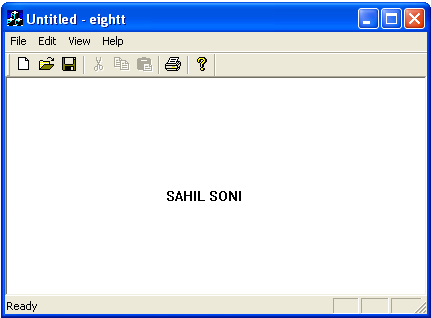 Untitled - eightt
File Edit View Help
?
SAHIL SONI
Ready